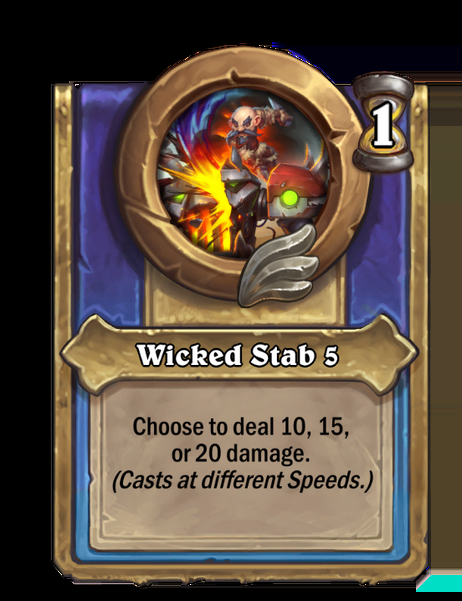 1
Wicked Stab 5
Choose to deal 10, 15,
or 20 damage.
(Casts at different Speeds.)